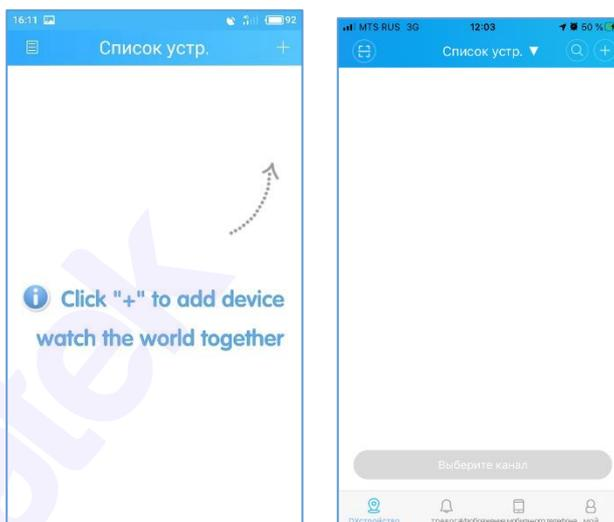 16:11 92
Список устр.
Click "+" to add device
watch the world together
MTS RUS 3G 12:03 50 %
Список устр. ▼
Выберите канал
мой